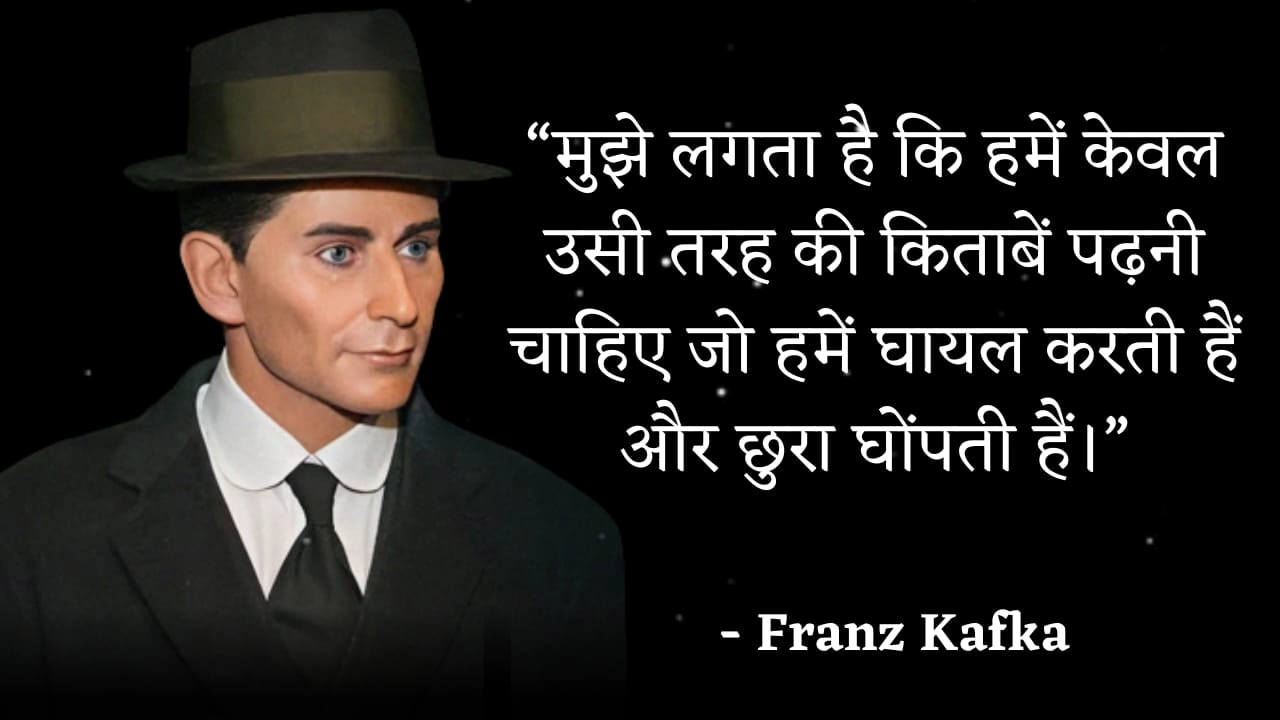 “मुझे लगता है कि हमें केवल
उसी तरह की किताबें पढ़नी
चाहिए जो हमें घायल करती हैं
और छुरा घोंपती हैं।”
- Franz Kafka